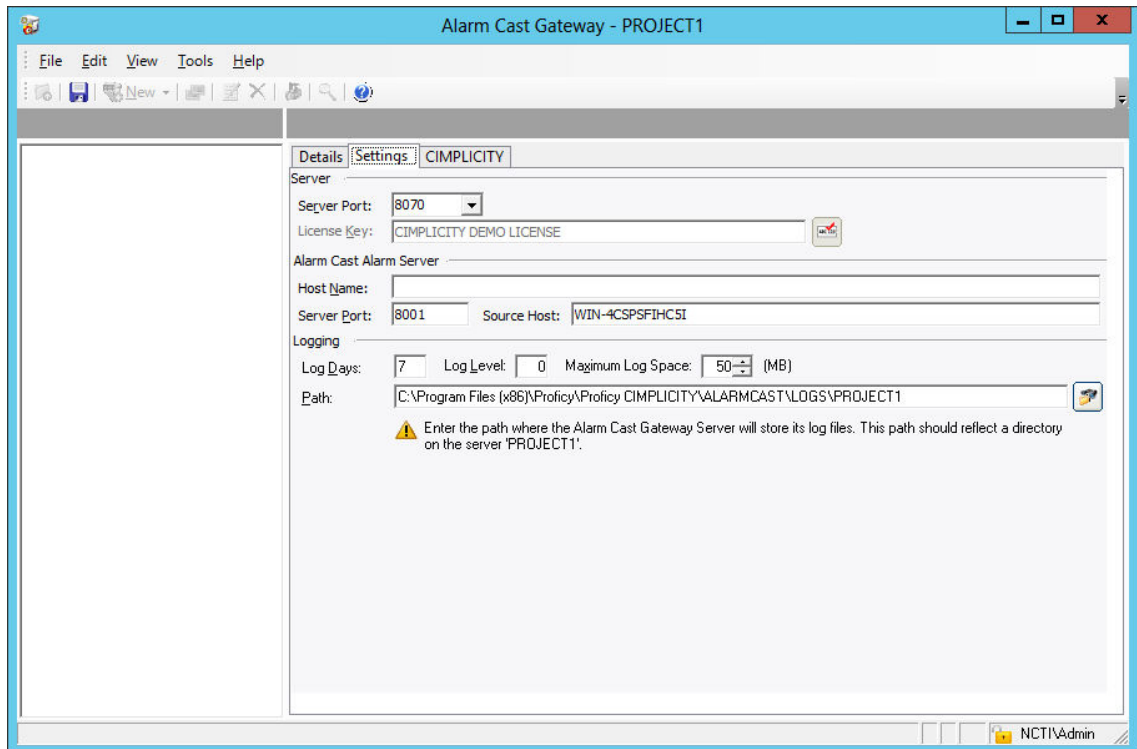 Alarm Cast Gateway - PROJECT1
File Edit View Tools Help
New
Details Settings CIMPLICITY
Server
Server Port: 8070
License Key: CIMPLICITY DEMO LICENSE
Alarm Cast Alarm Server
Host Name:
Server Port: 8001 Source Host: WIN-4CSPSFIHC5I
Logging
Log Days: 7 Log Level: 0 Maximum Log Space: 50 (MB)
Path: C:\Program Files (x86)\Proficy\Proficy CIMPLICITY\ALARMCAST\LOGS\PROJECT1
Enter the path where the Alarm Cast Gateway Server will store its log files. This path should reflect a directory
on the server 'PROJECT1'.
NCTI\Admin